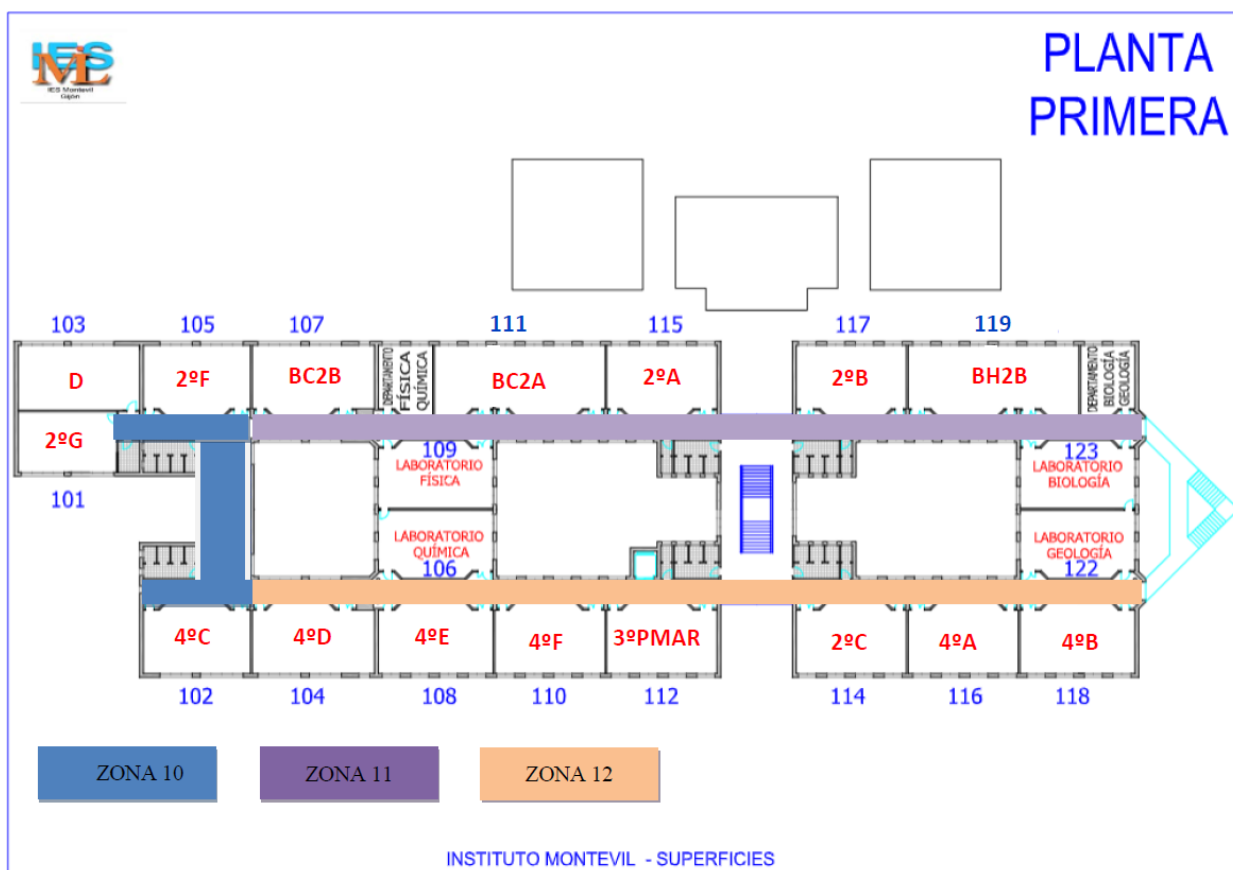 IES
MiL
IES Montevil
Gijón
PLANTA
PRIMERA
103
105
107
111
115
117
119
D
2ºF
BC2B
DEPARTAMENTO
FÍSICA
QUÍMICA
BC2A
2ºA
2ºB
BH2B
DEPARTAMENTO
BIOLOGÍA
GEOLOGÍA
2ºG
101
109
LABORATORIO
FÍSICA
123
LABORATORIO
BIOLOGÍA
LABORATORIO
QUÍMICA
106
LABORATORIO
GEOLOGÍA
122
4ºC
4ºD
4ºE
4ºF
3ºPMAR
2ºC
4ºA
4ºB
102
104
108
110
112
114
116
118
ZONA 10
ZONA 11
ZONA 12
INSTITUTO MONTEVIL - SUPERFICIES